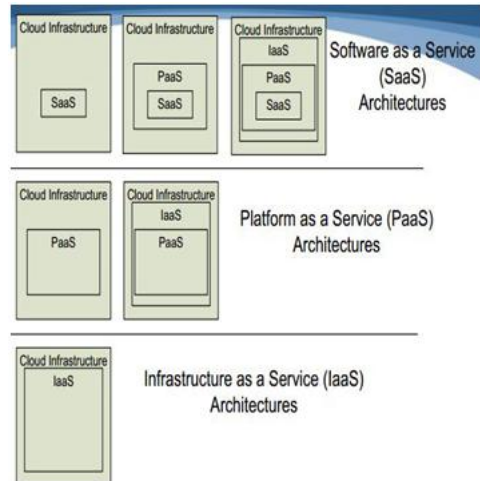 Cloud Infrastructure
SaaS
Cloud Infrastructure
PaaS
SaaS
Cloud Infrastructure
IaaS
PaaS
SaaS
Software as a Service
(SaaS)
Architectures
Cloud Infrastructure
PaaS
Cloud Infrastructure
IaaS
PaaS
Platform as a Service (PaaS)
Architectures
Cloud Infrastructure
IaaS
Infrastructure as a Service (IaaS)
Architectures